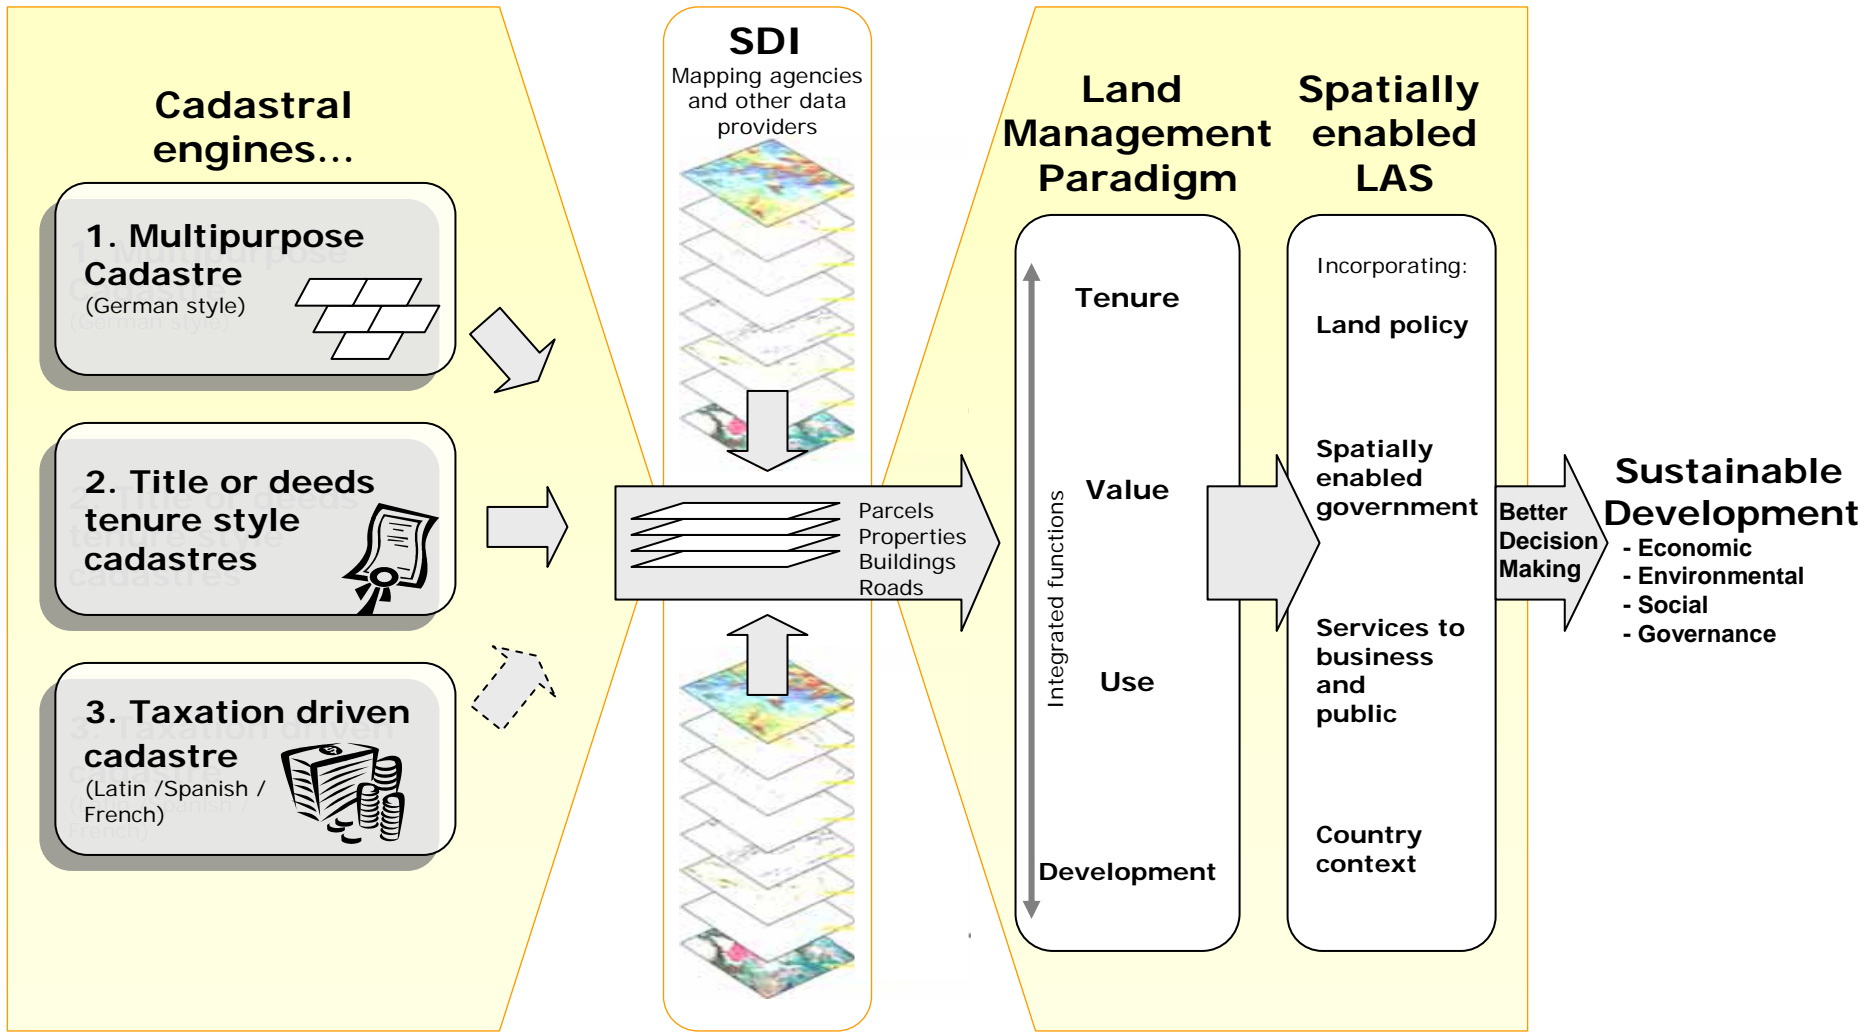 Cadastral
engines...
1. Multipurpose
Cadastre
(German style)
2. Title or deeds
tenure style
cadastres
3. Taxation driven
cadastre
(Latin /Spanish /
French)
SDI
Mapping agencies
and other data
providers
Parcels
Properties
Buildings
Roads
Land
Management
Paradigm
Integrated functions
Tenure
Value
Use
Development
Spatially
enabled
LAS
Incorporating:
Land policy
Spatially
enabled
government
Services to
business
and
public
Country
context
Better
Decision
Making
Sustainable
Development
- Economic
- Environmental
- Social
- Governance